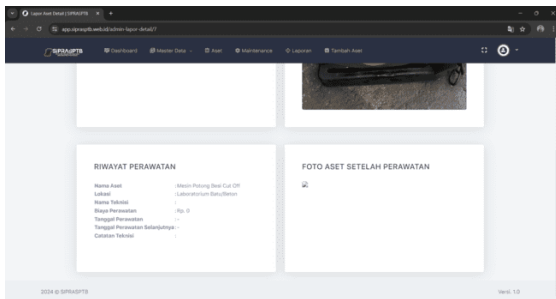 Lapor Aset Detail | SIPRASPTB
app.siprasptb.web.id/admin-lapor-detail/7
SIPRASPTB
Dashboard Master Data Aset Maintenance Laporan Tambah Aset
RIWAYAT PERAWATAN
Nama Aset : Mesin Potong Besi Cut Off
Lokasi : Laboratorium Batu/Beton
Nama Teknisi :
Biaya Perawatan : Rp. 0
Tanggal Perawatan : -
Tanggal Perawatan Selanjutnya : -
Catatan Teknisi :
FOTO ASET SETELAH PERAWATAN
2024 @ SIPRASPTB
Versi. 1.0